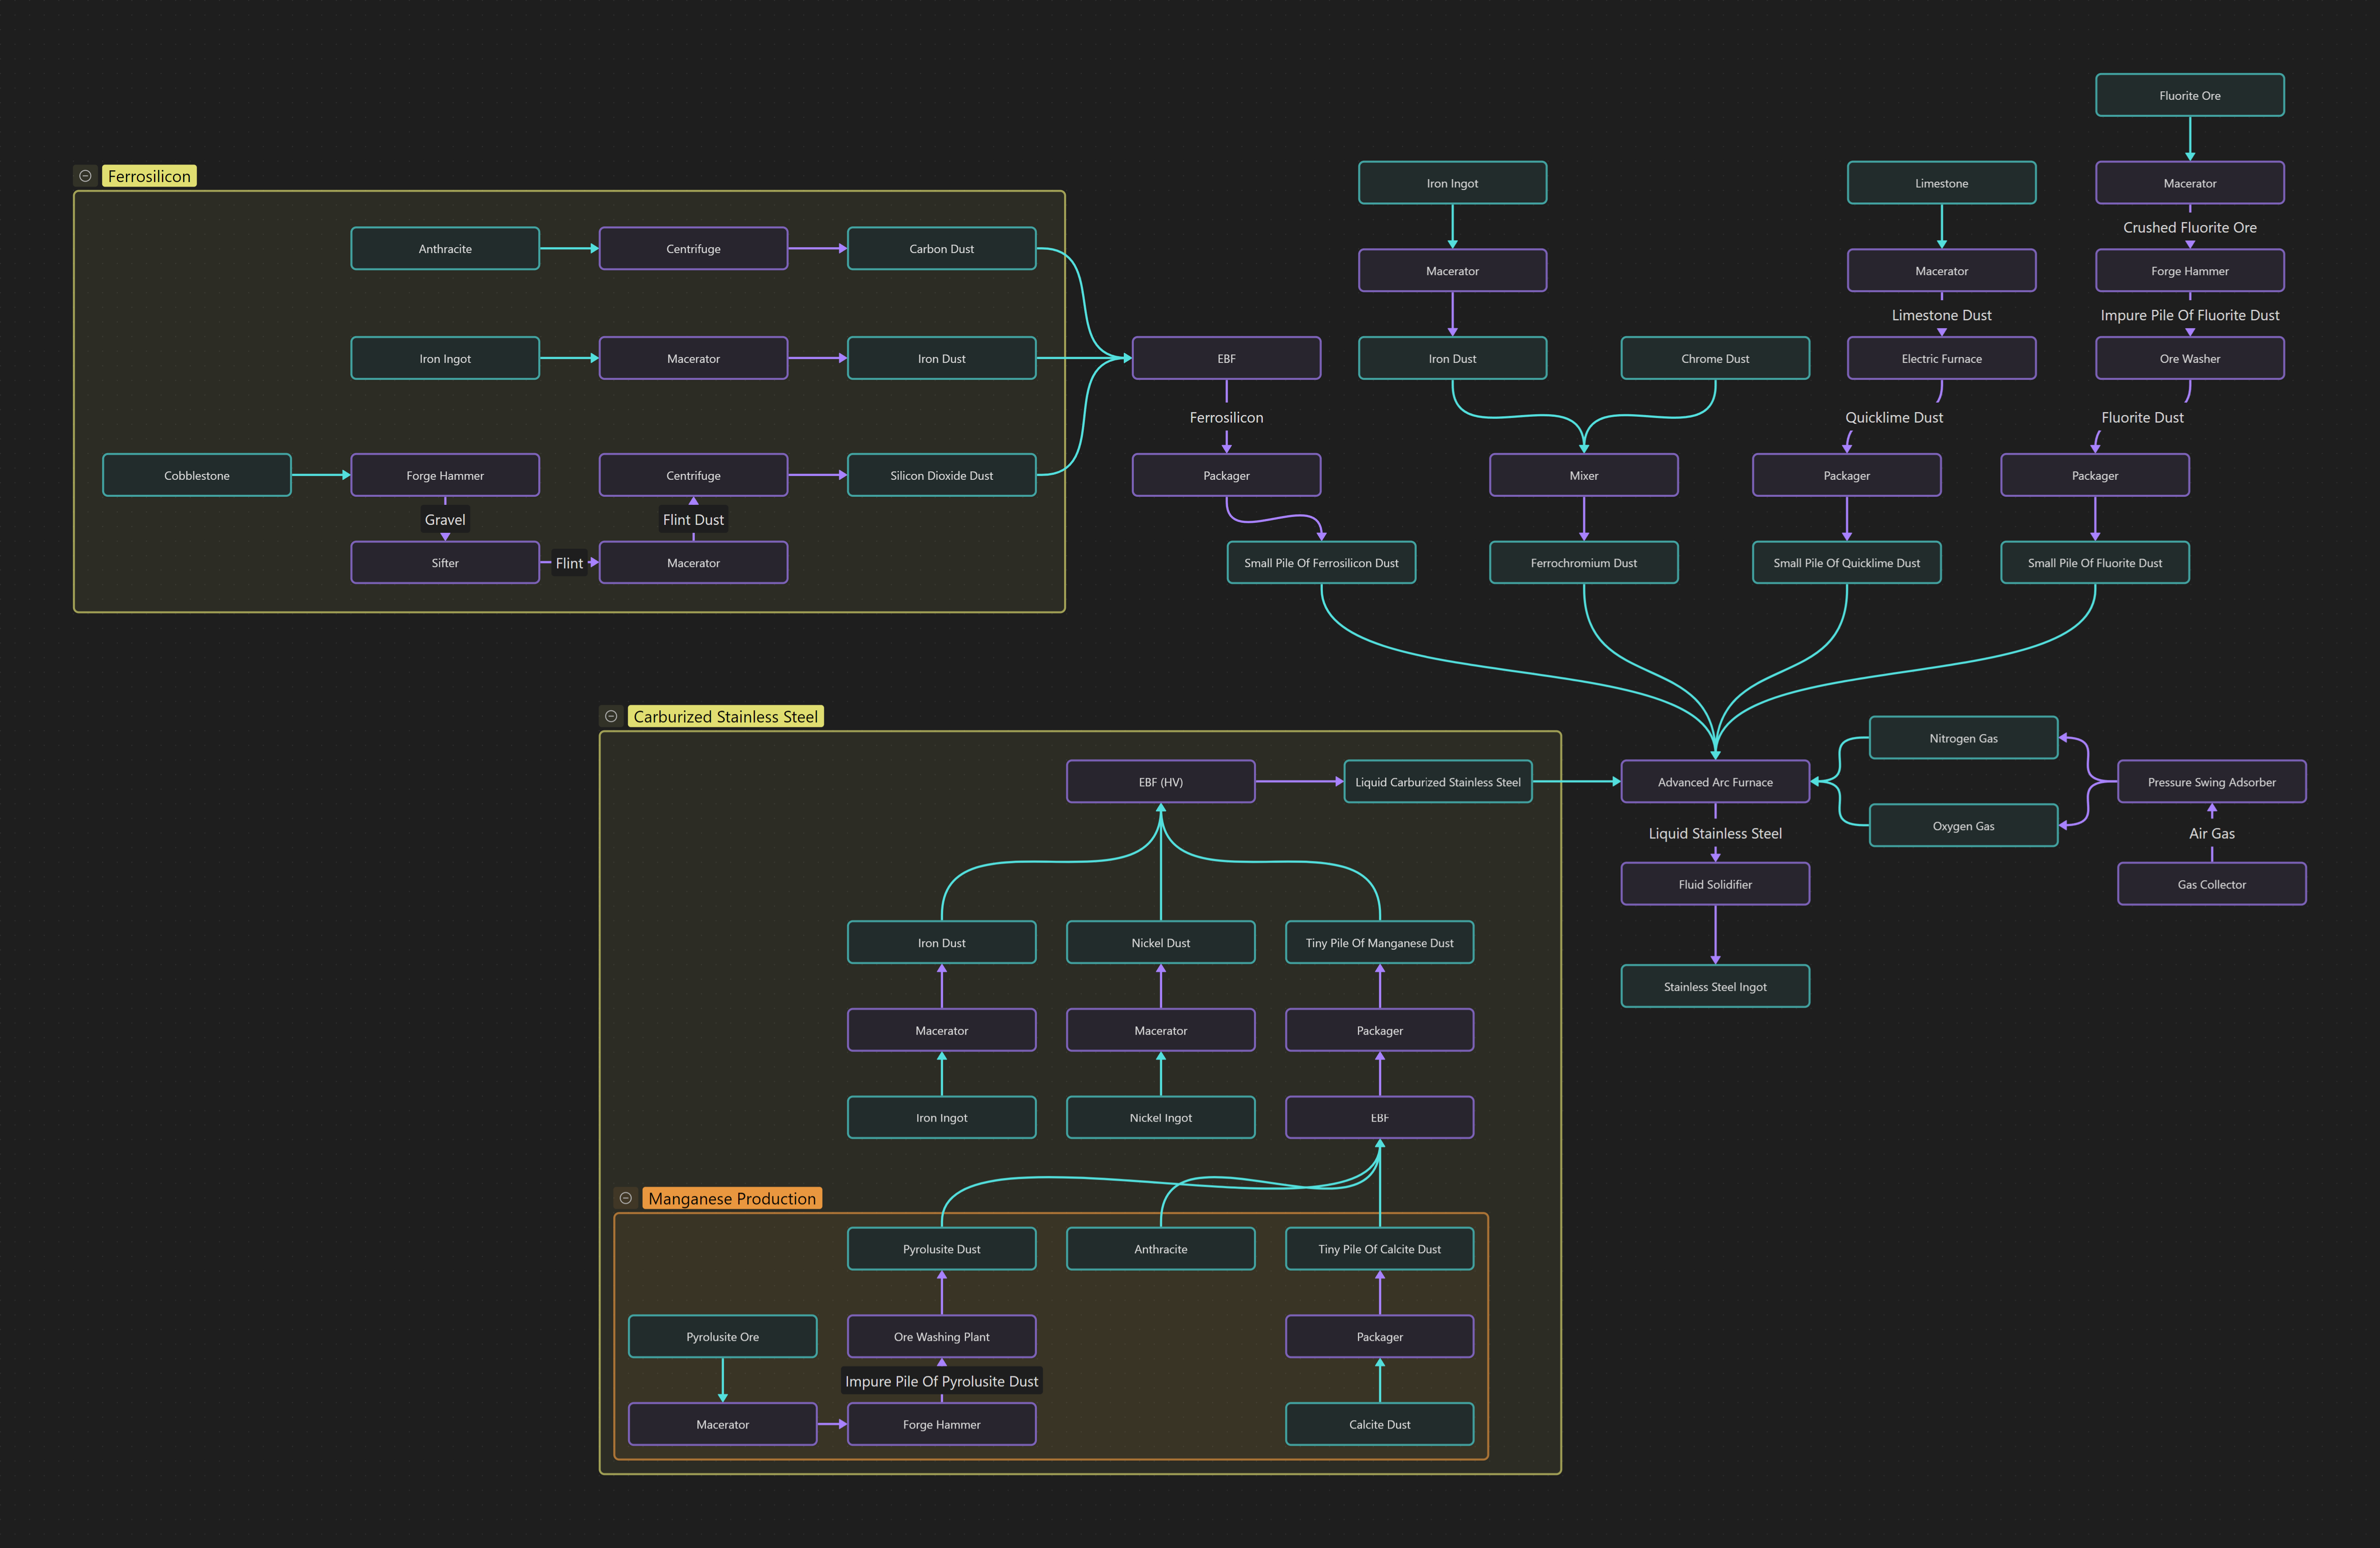 Fluorite Ore
Ferrosilicon
Iron Ingot
Limestone
Macerator
Crushed Fluorite Ore
Anthracite
Centrifuge
Carbon Dust
Macerator
Macerator
Forge Hammer
Limestone Dust
Impure Pile Of Fluorite Dust
Iron Ingot
Macerator
Iron Dust
EBF
Iron Dust
Chrome Dust
Electric Furnace
Ore Washer
Ferrosilicon
Quicklime Dust
Fluorite Dust
Cobblestone
Forge Hammer
Centrifuge
Silicon Dioxide Dust
Packager
Mixer
Packager
Packager
Gravel
Flint Dust
Sifter
Flint
Macerator
Small Pile Of Ferrosilicon Dust
Ferrochromium Dust
Small Pile Of Quicklime Dust
Small Pile Of Fluorite Dust
Carburized Stainless Steel
Nitrogen Gas
EBF (HV)
Liquid Carburized Stainless Steel
Advanced Arc Furnace
Pressure Swing Adsorber
Oxygen Gas
Liquid Stainless Steel
Air Gas
Fluid Solidifier
Gas Collector
Iron Dust
Nickel Dust
Tiny Pile Of Manganese Dust
Stainless Steel Ingot
Macerator
Macerator
Packager
Iron Ingot
Nickel Ingot
EBF
Manganese Production
Pyrolusite Dust
Anthracite
Tiny Pile Of Calcite Dust
Pyrolusite Ore
Ore Washing Plant
Packager
Impure Pile Of Pyrolusite Dust
Macerator
Forge Hammer
Calcite Dust